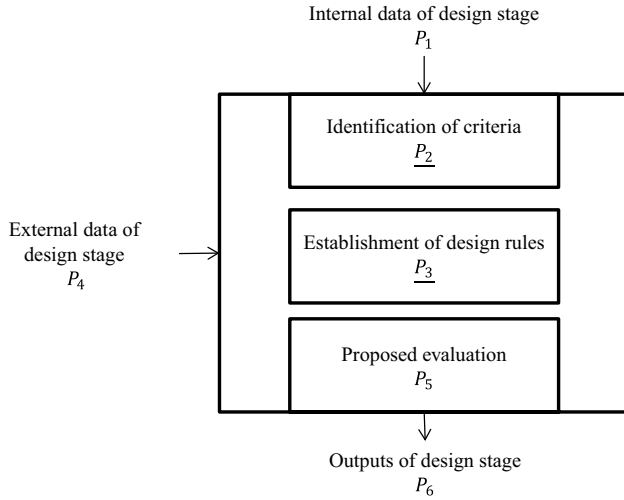 Internal data of design stage
P₁
Identification of criteria
P₂
External data of
design stage
P₄
Establishment of design rules
P₃
Proposed evaluation
P₅
Outputs of design stage
P₆